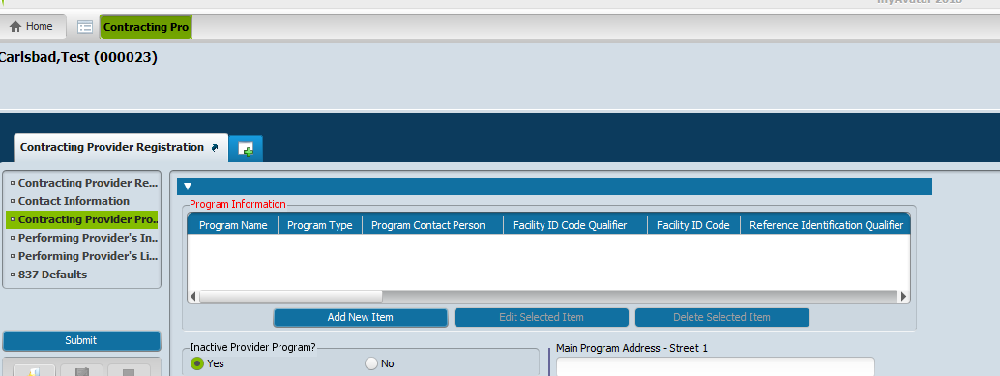 myAvatar 2016
Home
Contracting Pro
Carlsbad,Test (000023)
Contracting Provider Registration
Contracting Provider Re...
Contact Information
Contracting Provider Pro...
Performing Provider's In...
Performing Provider's Li...
837 Defaults
Submit
Program Information
Program Name Program Type Program Contact Person Facility ID Code Qualifier Facility ID Code Reference Identification Qualifier
Add New Item Edit Selected Item Delete Selected Item
Inactive Provider Program?
Yes No
Main Program Address - Street 1